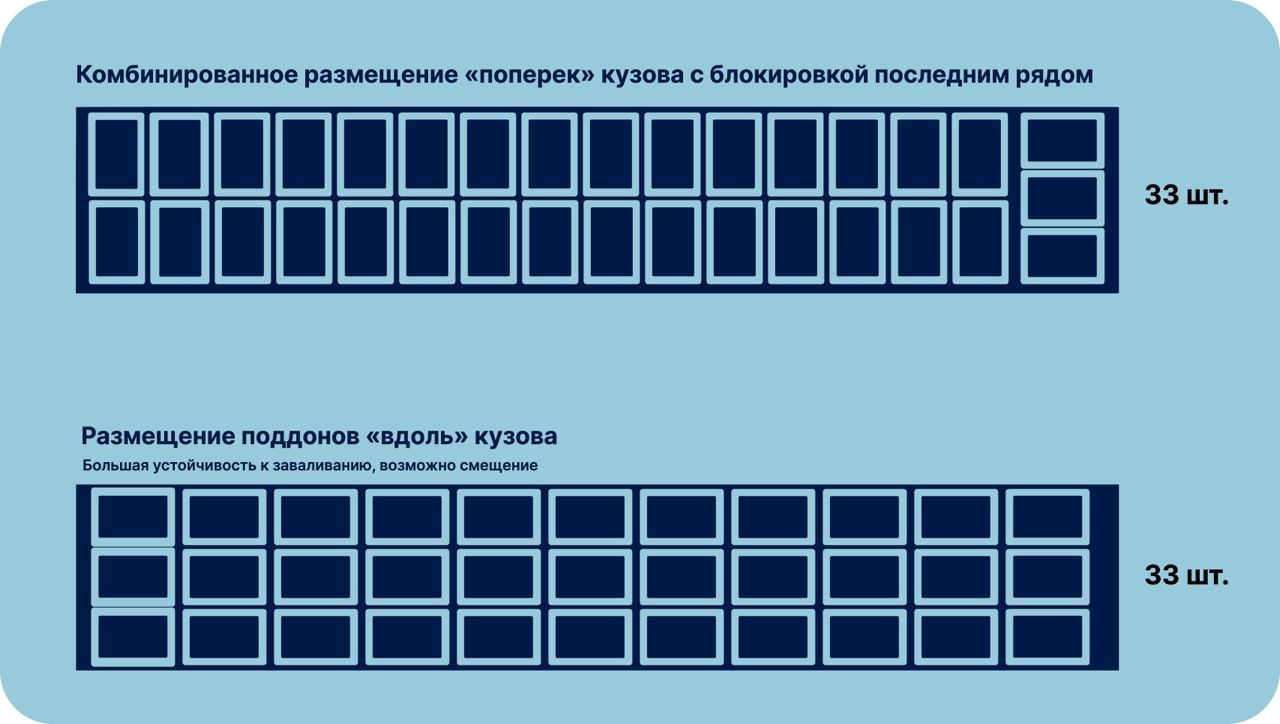 Комбинированное размещение «поперек» кузова с блокировкой последним рядом
33 шт.
Размещение поддонов «вдоль» кузова
Большая устойчивость к заваливанию, возможно смещение
33 шт.